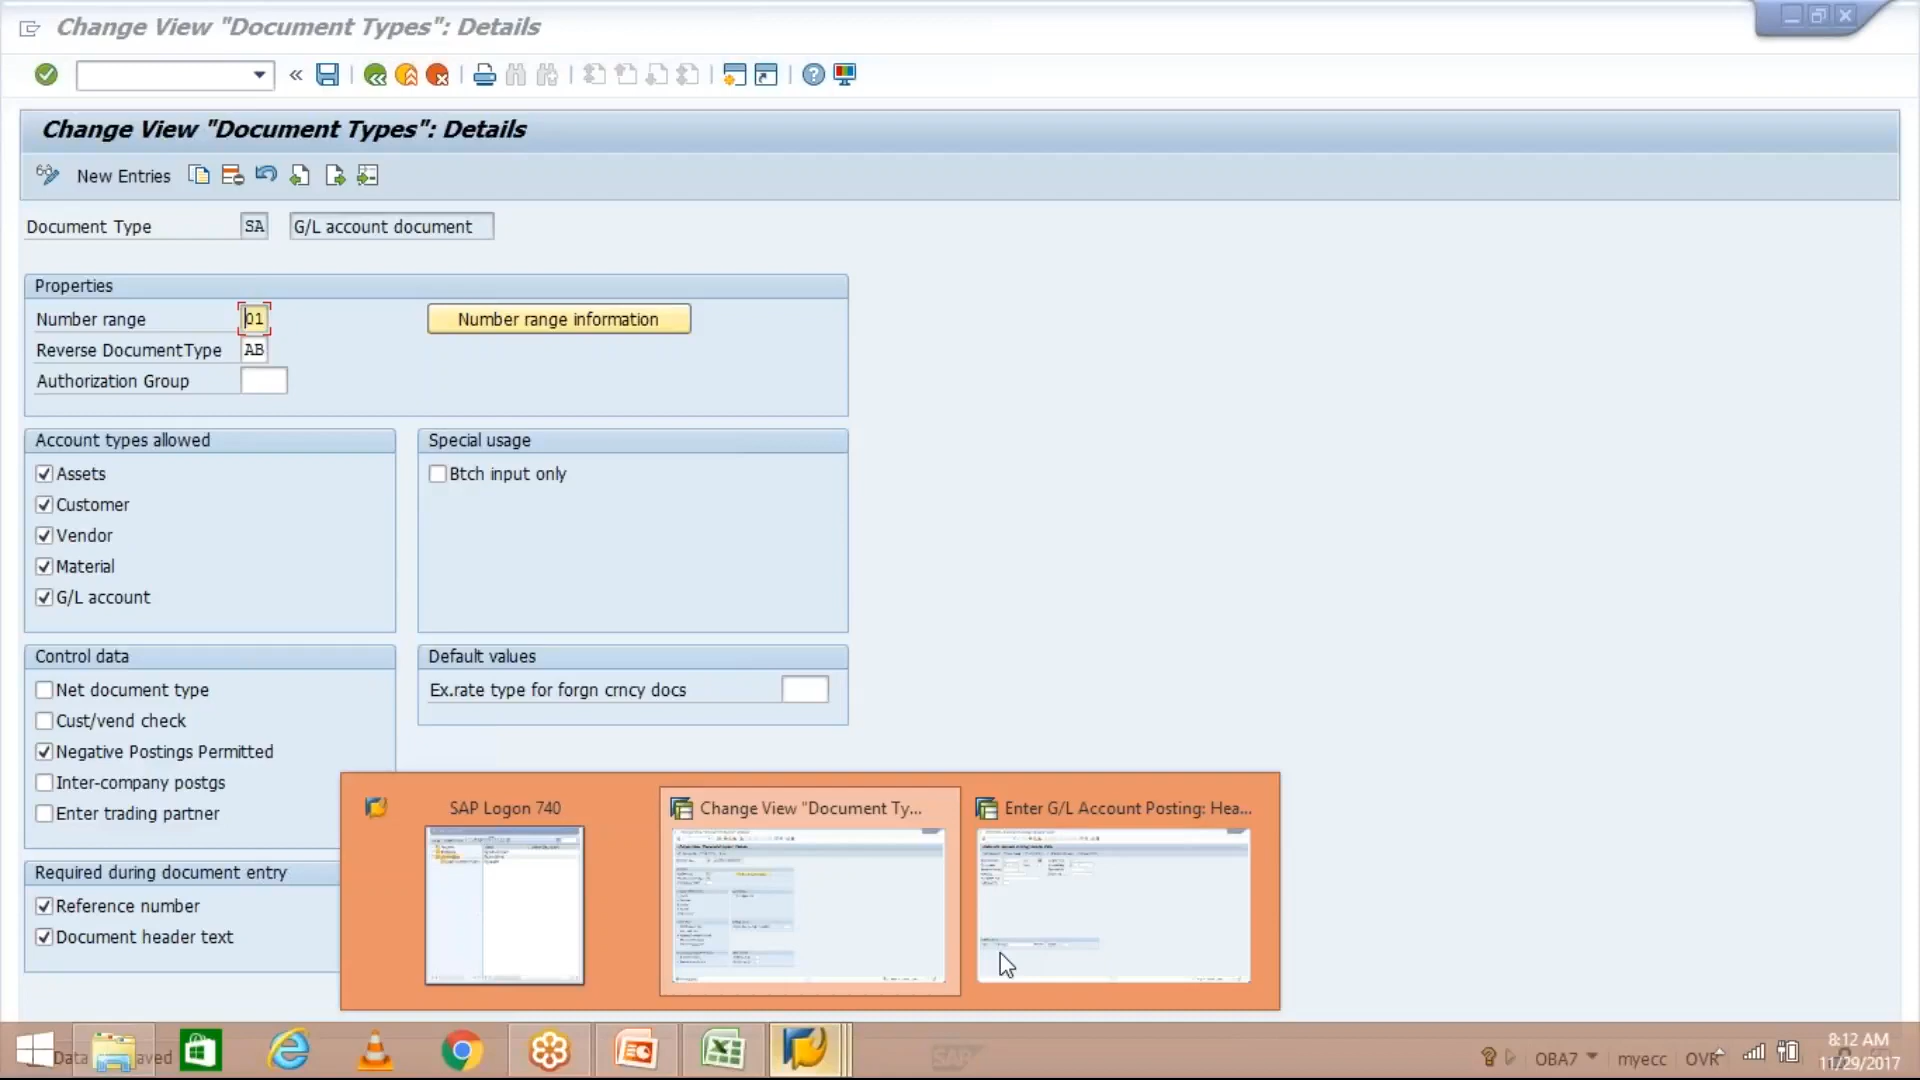 Change View "Document Types": Details
Change View "Document Types": Details
New Entries
Document Type SA G/L account document
Properties
Number range 01 Number range information
Reverse DocumentType AB
Authorization Group
Account types allowed
Assets
Customer
Vendor
Material
G/L account
Special usage
Btch input only
Control data
Net document type
Cust/vend check
Negative Postings Permitted
Inter-company postgs
Enter trading partner
Default values
Ex.rate type for forgn crncy docs
Required during document entry
Reference number
Document header text
SAP Logon 740
Change View "Document Ty...
Enter G/L Account Posting: Hea...
Data
aved
SAP
OBA7 myecc OVR
8:12 AM
11/29/2017